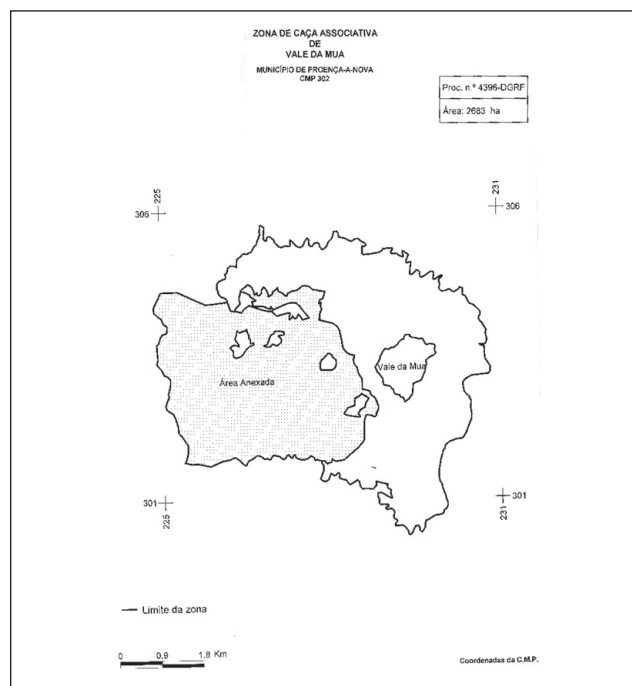 ZONA DE CAÇA ASSOCIATIVA
DE
VALE DA MUA
MUNICÍPIO DE PROENÇA-A-NOVA
CMP 302
Proc. n.º 4396-DGRF
Área: 2683 ha
225
306
231
306
Vale da Mua
Área Anexada
301
225
301
231
Limite da zona
0 0.9 1.8 Km
Coordenadas da C.M.P.